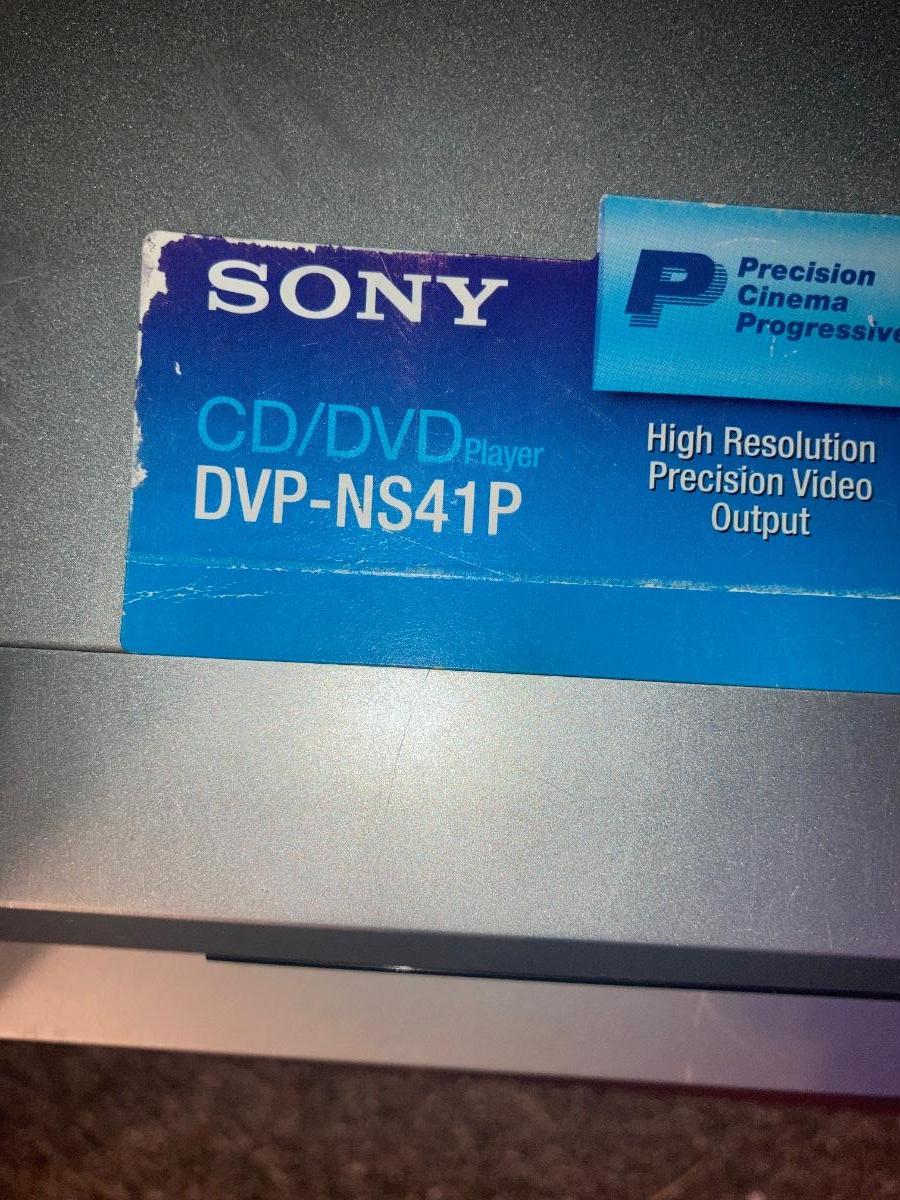 SONY
CD/DVD Player
DVP-NS41P
P
Precision
Cinema
Progressive
High Resolution
Precision Video
Output